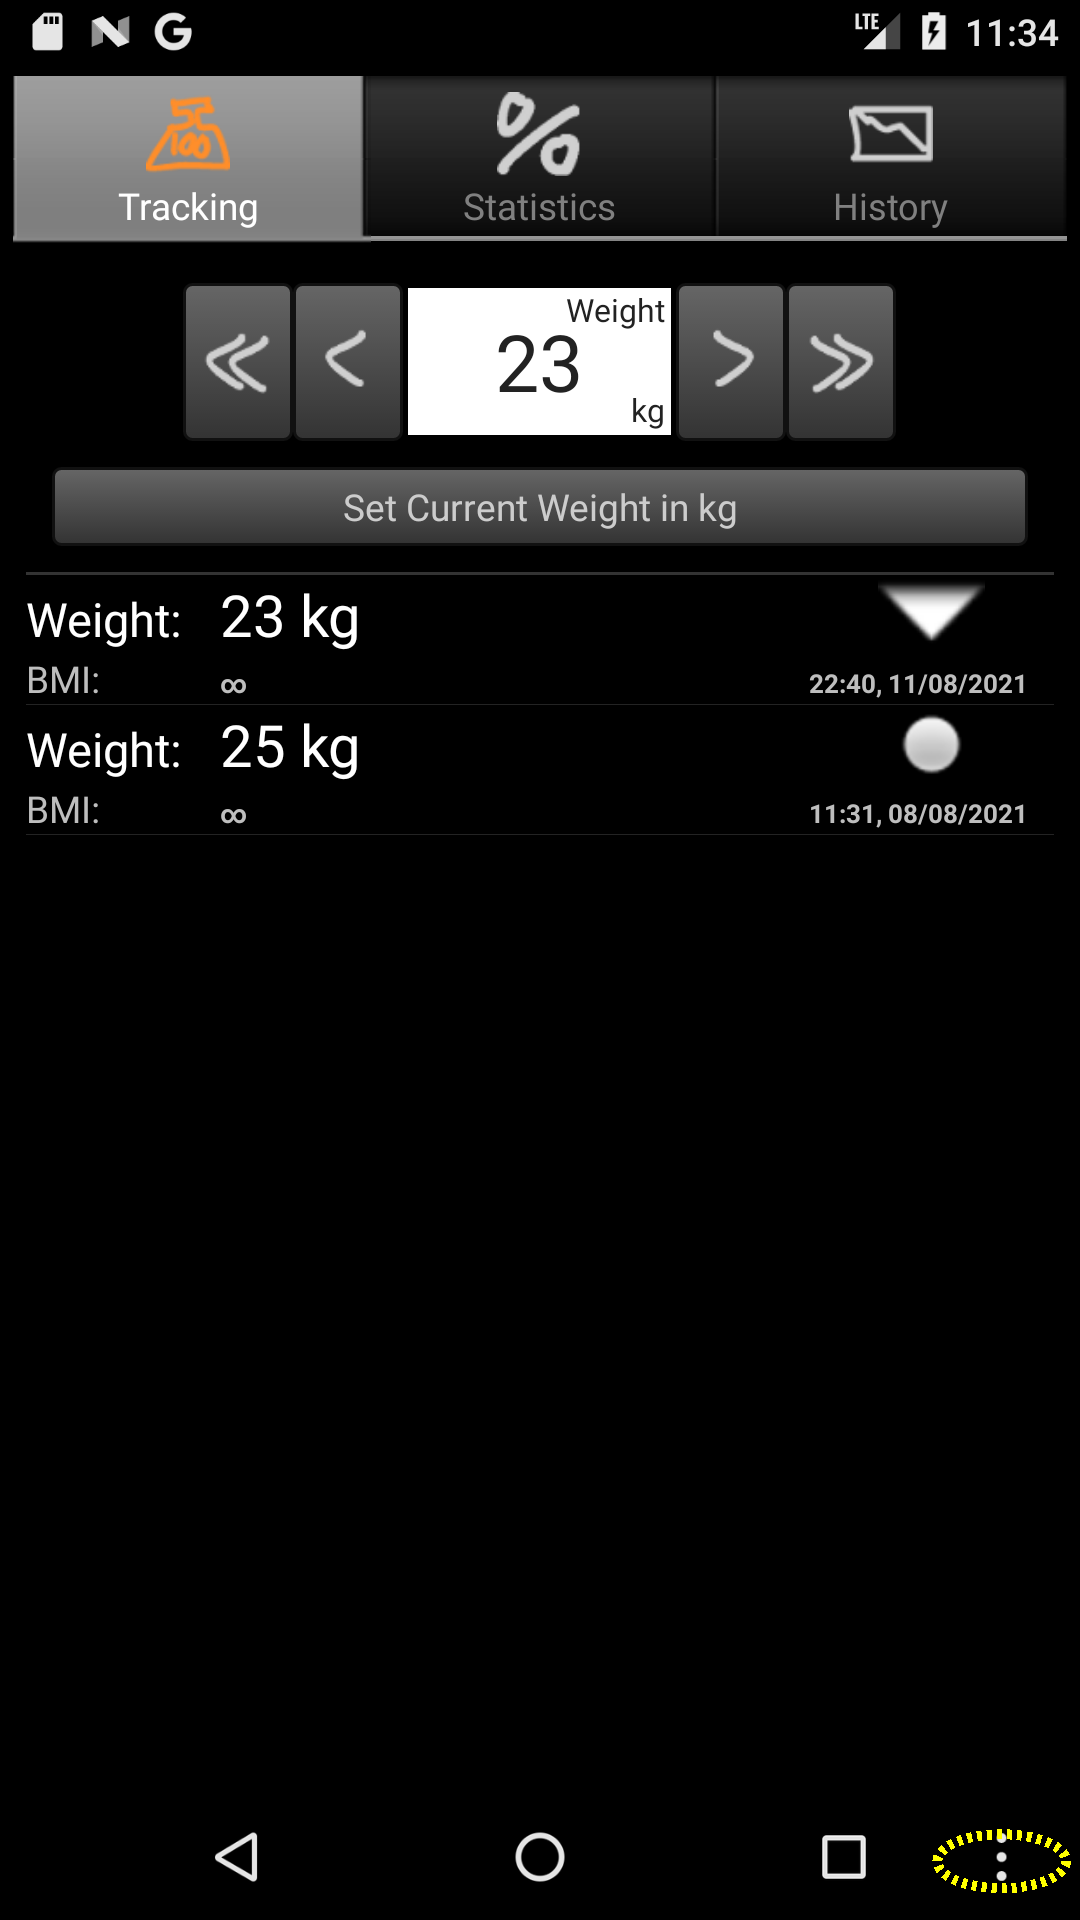 LTE 11:34
100
Tracking
Statistics
History
Weight
23
kg
Set Current Weight in kg
Weight: 23 kg
BMI: ∞ 22:40, 11/08/2021
Weight: 25 kg
BMI: ∞ 11:31, 08/08/2021